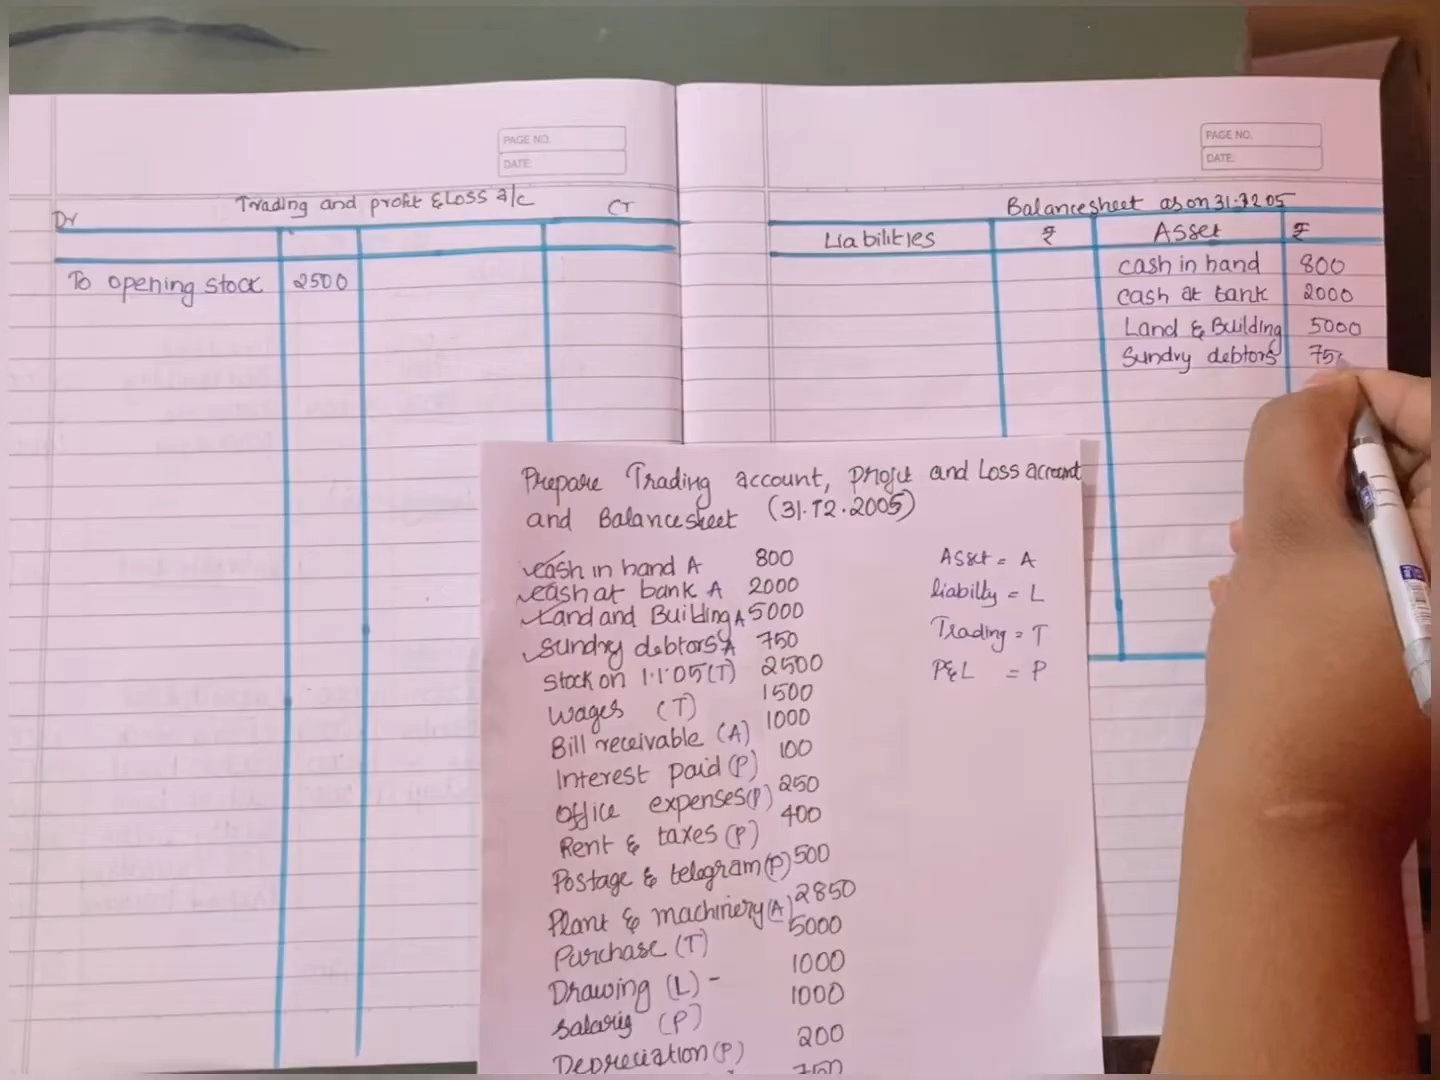 PAGE NO.
DATE:
Trading and profit & Loss a/c
Dr
Cr
To opening stock 2500
PAGE NO.
DATE:
Balancesheet as on 31.12 05
Liabilities ₹ Asset ₹
cash in hand 800
cash at bank 2000
Land & Building 5000
Sundry debtors 75
Prepare Trading account, Profit and Loss account
and Balancesheet (31.12.2005)
cash in hand A 800
cash at bank A 2000
Land and Building A 5000
Sundry debtors A 750
Stock on 1.1.05 (T) 2500
Wages (T) 1500
Bill receivable (A) 1000
Interest paid (P) 100
Office expenses (P) 250
Rent & taxes (P) 400
Postage & telegram (P) 500
Plant & machinery (A) 2850
Purchase (T) 5000
Drawing (L) - 1000
Salaries (P) 1000
Depreciation (P) 200
750
Asset = A
liabilty = L
Trading = T
P&L = P